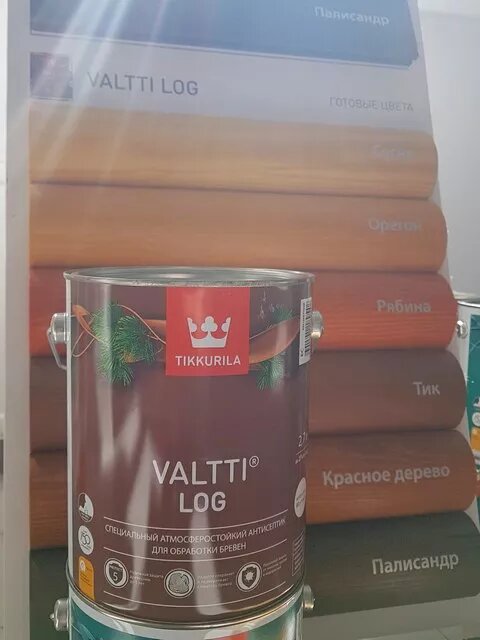 Палисандр
VALTTI LOG
ГОТОВЫЕ ЦВЕТА
Орегон
Рябина
Тик
Красное дерево
Палисандр
TIKKURILA
VALTTI®
LOG
СПЕЦИАЛЬНЫЙ АТМОСФЕРОСТОЙКИЙ АНТИСЕПТИК
ДЛЯ ОБРАБОТКИ БРЕВЕН
5